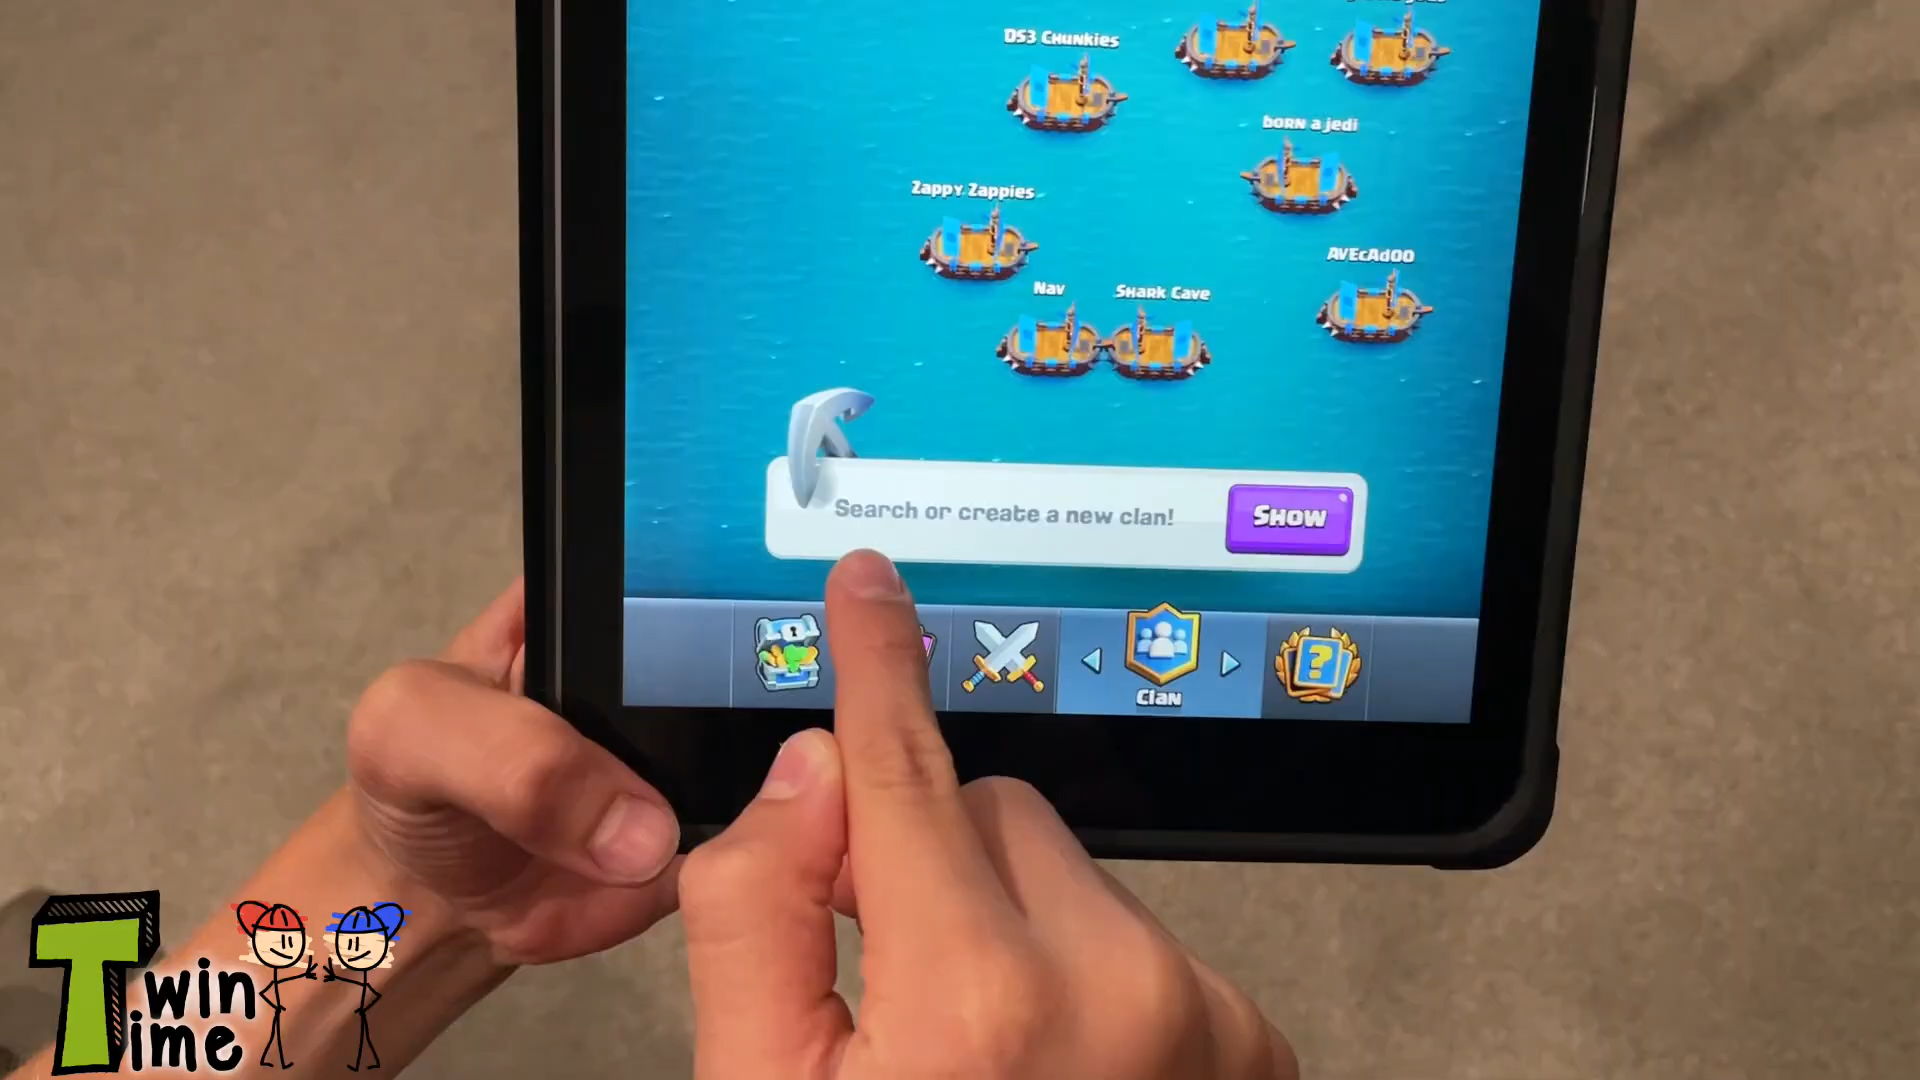 DS3 Chunkies
born a jedi
Zappy Zappies
AVEcAdOO
Nav
Shark Cave
Search or create a new clan!
Show
Clan
Twin
Time